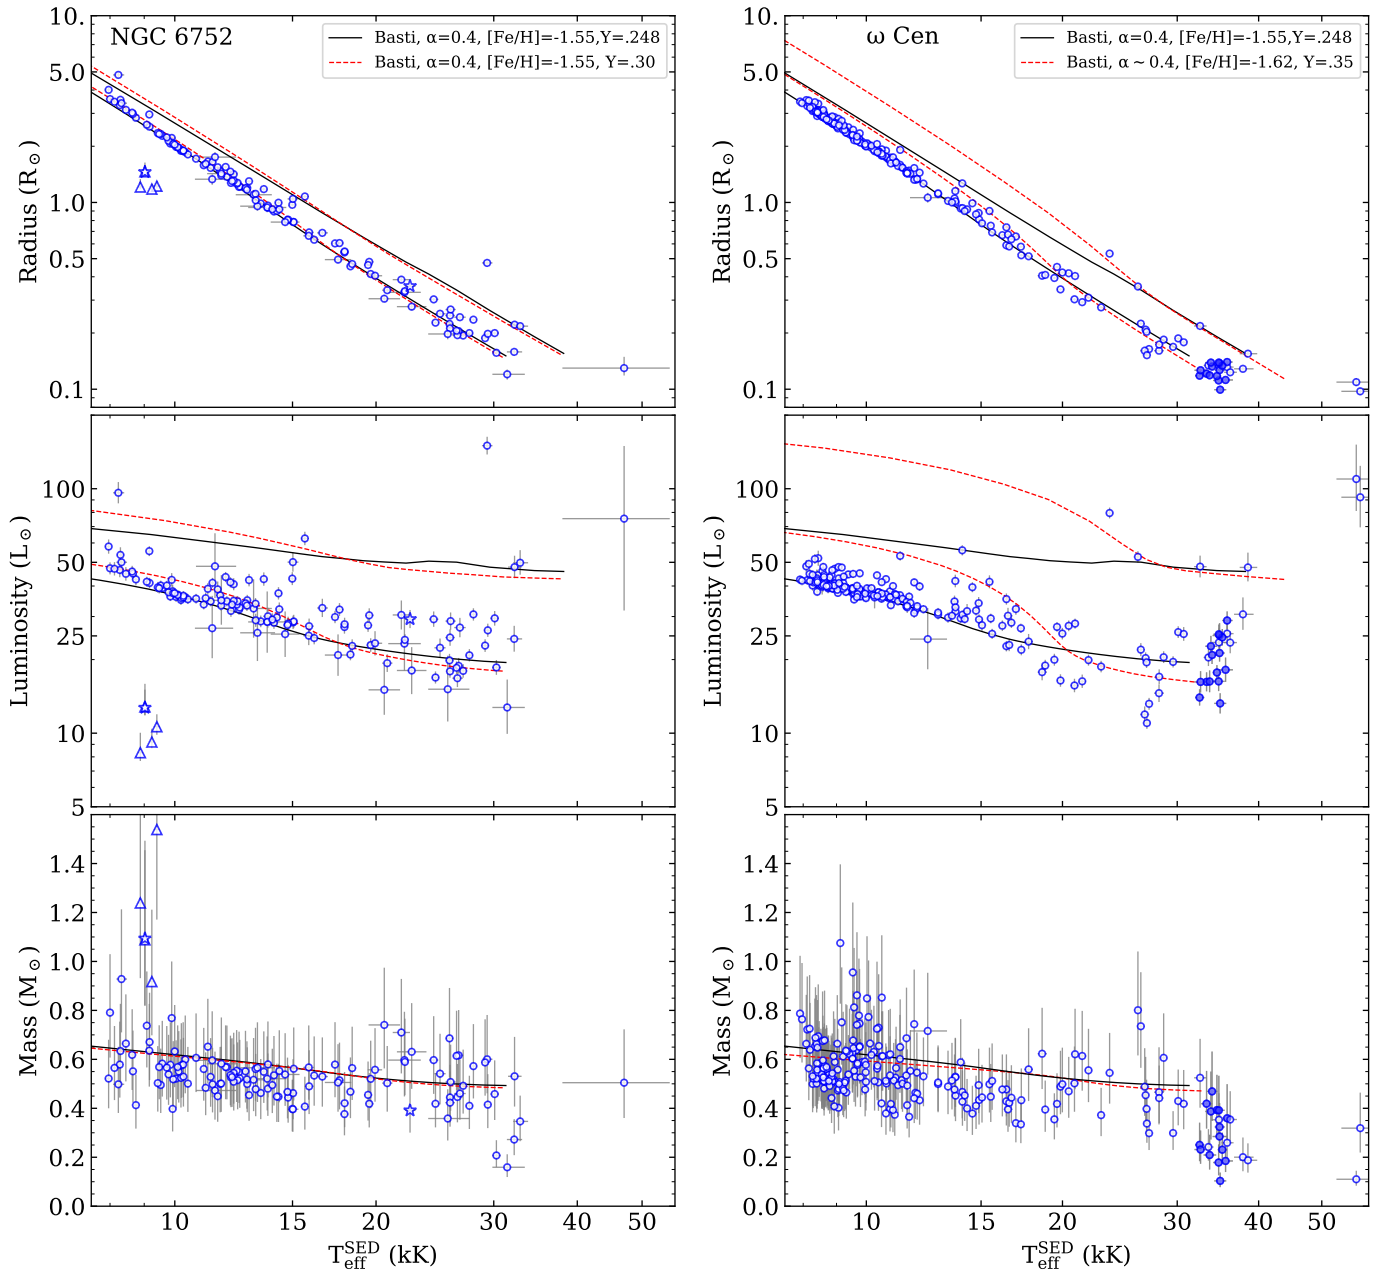 NGC 6752
Basti, α=0.4, [Fe/H]=-1.55,Y=.248
Basti, α=0.4, [Fe/H]=-1.55, Y=.30
ω Cen
Basti, α=0.4, [Fe/H]=-1.55,Y=.248
Basti, α ~ 0.4, [Fe/H]=-1.62, Y=.35
Radius (R⊙)
10.
5.0
1.0
0.5
0.1
Radius (R⊙)
10.
5.0
1.0
0.5
0.1
Luminosity (L⊙)
100
50
25
10
5
Luminosity (L⊙)
100
50
25
10
5
Mass (M⊙)
1.4
1.2
1.0
0.8
0.6
0.4
0.2
0.0
10 15 20 30 40 50
T_eff^SED (kK)
Mass (M⊙)
1.4
1.2
1.0
0.8
0.6
0.4
0.2
0.0
10 15 20 30 40 50
T_eff^SED (kK)